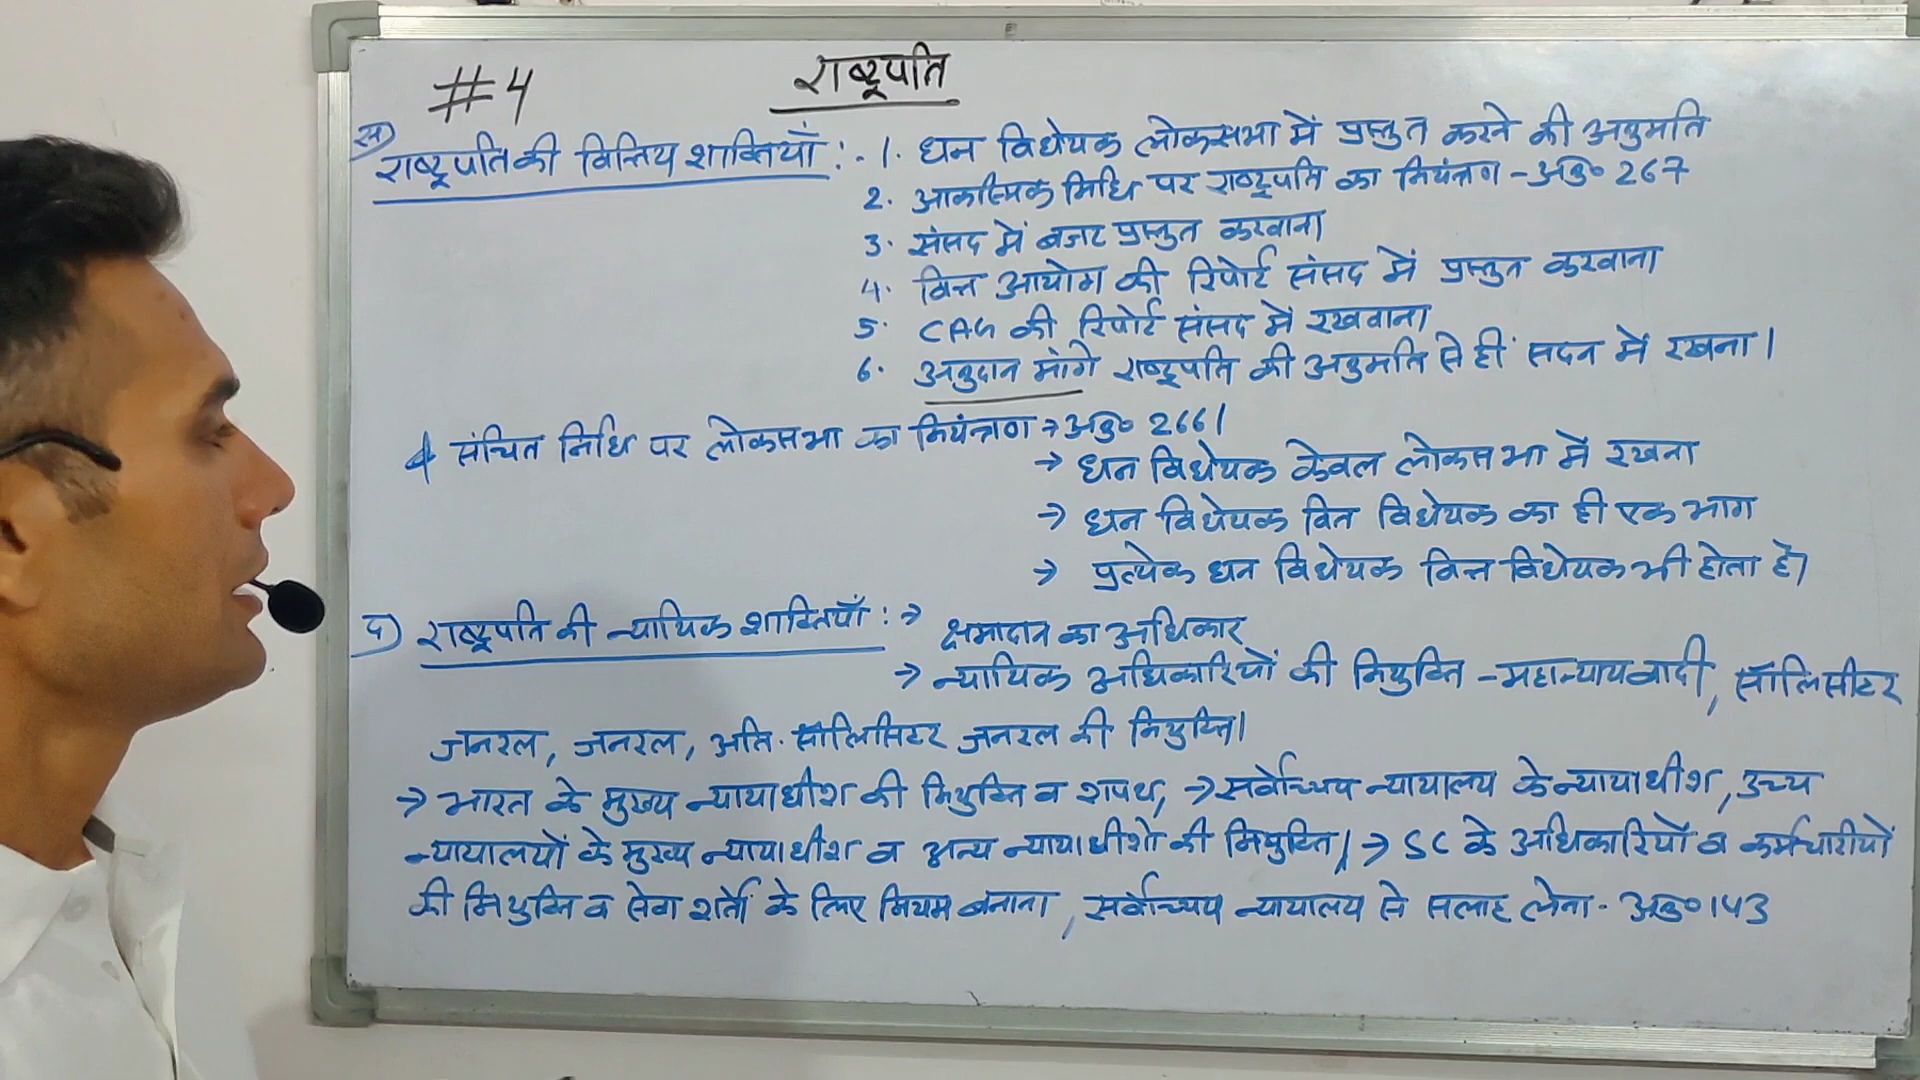 #4
राष्ट्रपति
स) राष्ट्रपति की वित्तिय शाक्तियाँ :- 1. धन विधेयक लोकसभा में प्रस्तुत करने की अनुमति
2. आकस्मिक निधि पर राष्ट्रपति का नियंत्रण - अनु० 267
3. संसद में बजट प्रस्तुत करवाना
4. वित्त आयोग की रिपोर्ट संसद में प्रस्तुत करवाना
5. CAG की रिपोर्ट संसद में रखवाना
6. अनुदान मांगे राष्ट्रपति की अनुमति से ही सदन में रखना।
संचित निधि पर लोकसभा का नियंत्रण → अनु० 266।
→ धन विधेयक केवल लोकसभा में रखना
→ धन विधेयक वित विधेयक का ही एक भाग
→ प्रत्येक धन विधेयक वित्त विधेयक भी होता है।
द) राष्ट्रपति की न्यायिक शाक्तियाँ : → क्षमादान का अधिकार
→ न्यायिक अधिकारियों की नियुक्ति - महान्यायवादी, सॉलिसीटर
जनरल, जनरल, अति. सॉलिसिटर जनरल की नियुक्ति।
→ भारत के मुख्य न्यायाधीश की नियुक्ति व शपथ, → सर्वोच्चय न्यायालय के न्यायाधीश, उच्य
न्यायालयों के मुख्य न्यायाधीश व अन्य न्यायाधीशो की नियुक्ति। → SC के अधिकारियों व कर्मचारीयों
की नियुक्ति व सेवा शर्तो के लिए नियम बनाना, सर्वोच्चय न्यायालय से सलाह लेना - अनु० 143